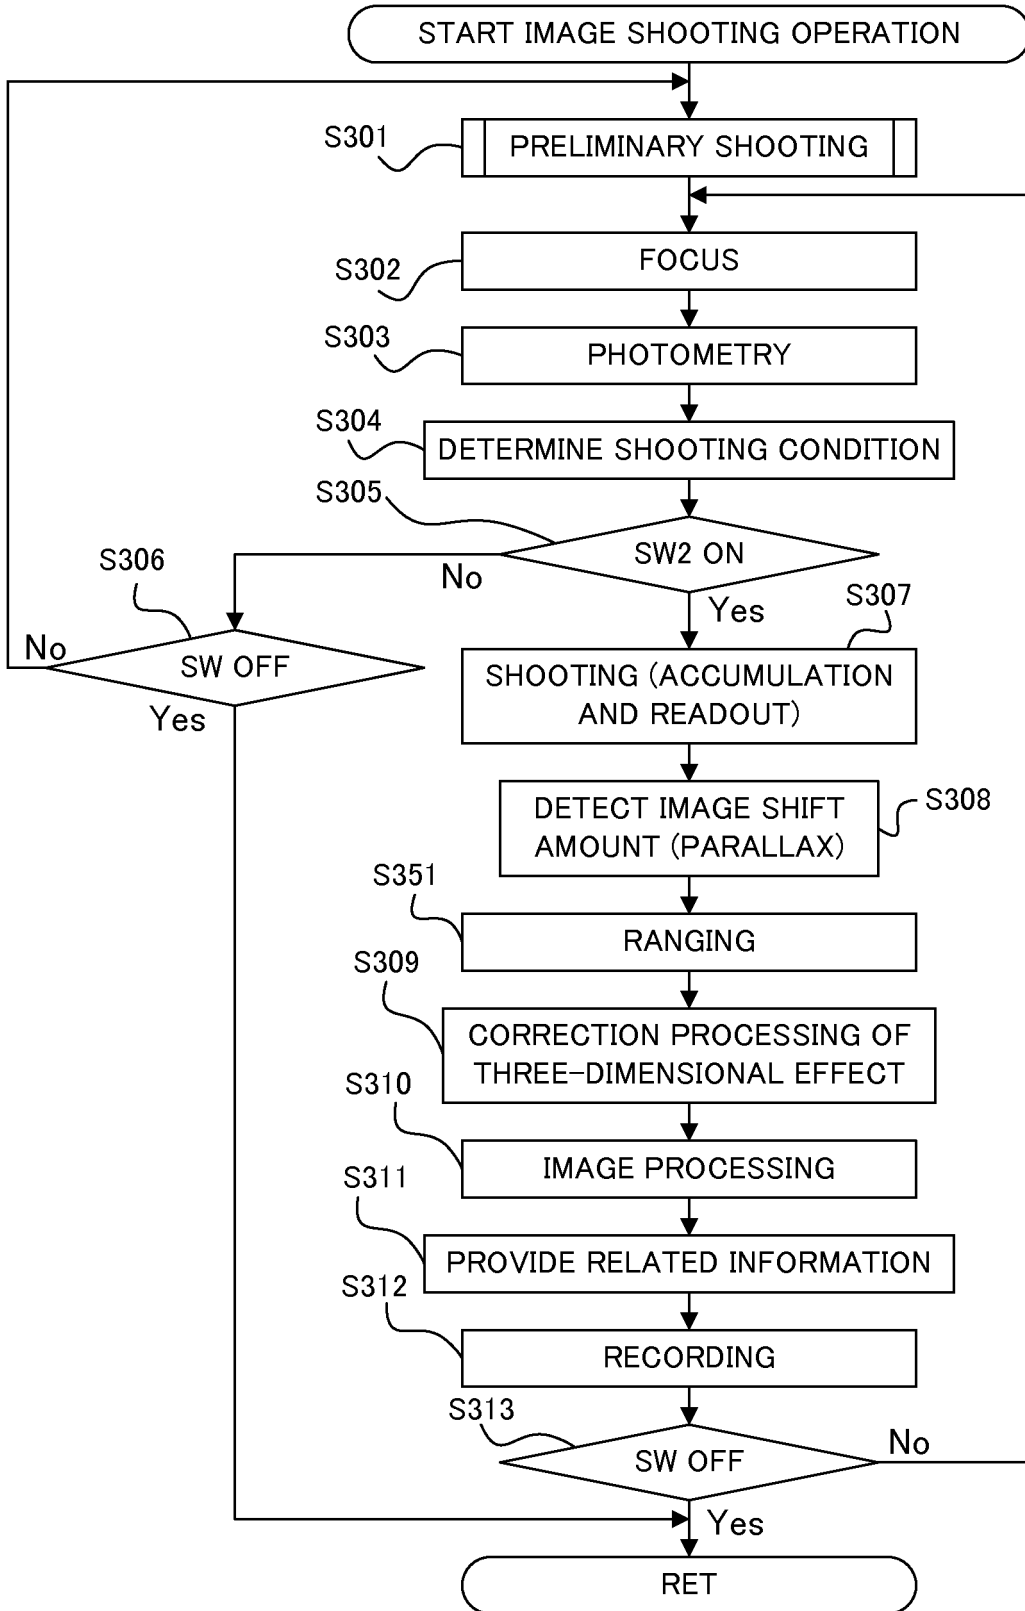 START IMAGE SHOOTING OPERATION
S301
PRELIMINARY SHOOTING
S302
FOCUS
S303
PHOTOMETRY
S304
DETERMINE SHOOTING CONDITION
S305
SW2 ON
No
Yes
S306
SW OFF
No
Yes
S307
SHOOTING (ACCUMULATION
AND READOUT)
S308
DETECT IMAGE SHIFT
AMOUNT (PARALLAX)
S351
RANGING
S309
CORRECTION PROCESSING OF
THREE-DIMENSIONAL EFFECT
S310
IMAGE PROCESSING
S311
PROVIDE RELATED INFORMATION
S312
RECORDING
S313
SW OFF
No
Yes
RET